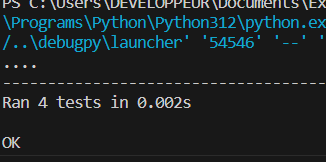 PS C:\Users\DEVELOPPEUR\Documents\Ex
\Programs\Python\Python312\python.ex
/..\debugpy\launcher' '54546' '--' '
....
------------------------------------
Ran 4 tests in 0.002s
OK